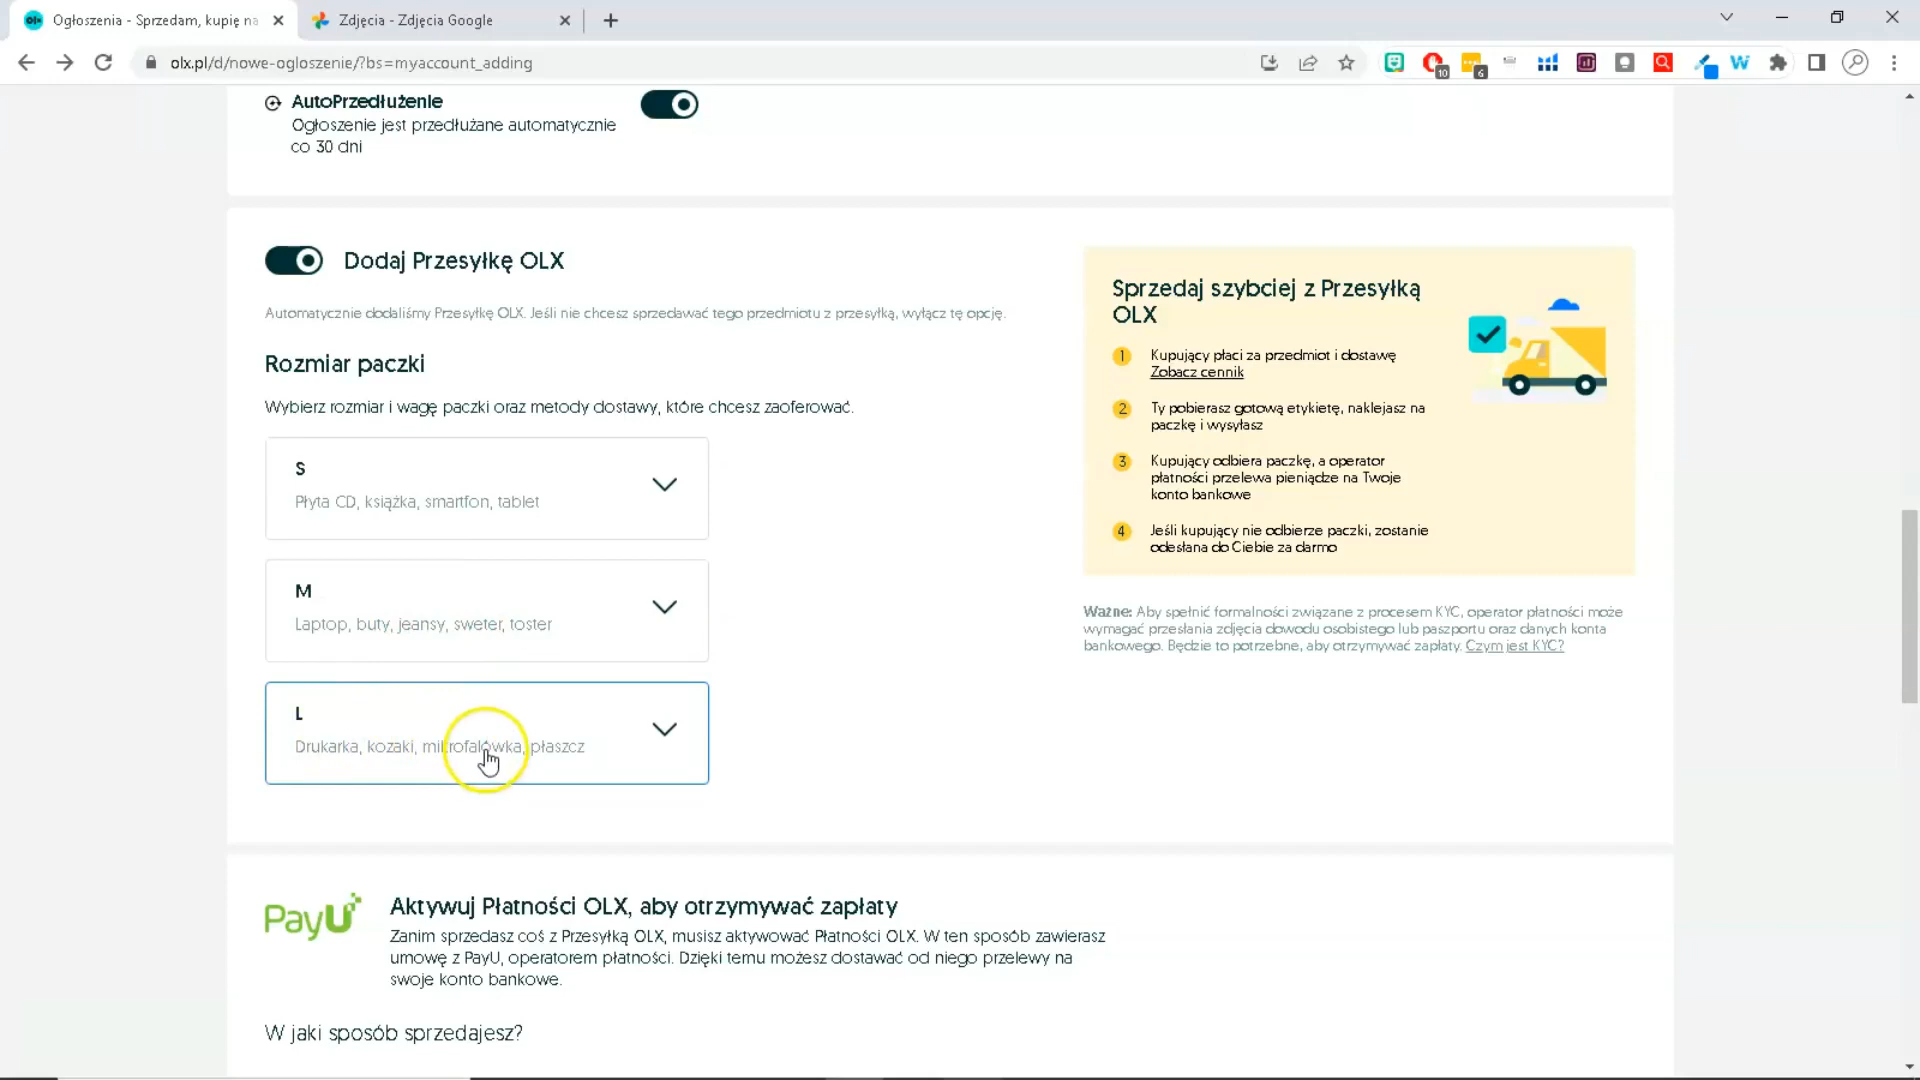 Ogłoszenia - Sprzedam, kupię na
Zdjęcia - Zdjęcia Google
olx.pl/d/nowe-ogloszenie/?bs=myaccount_adding
10
6
W
AutoPrzedłużenie
Ogłoszenie jest przedłużane automatycznie
co 30 dni
Dodaj Przesyłkę OLX
Automatycznie dodaliśmy Przesyłkę OLX. Jeśli nie chcesz sprzedawać tego przedmiotu z przesyłką, wyłącz tę opcję.
Rozmiar paczki
Wybierz rozmiar i wagę paczki oraz metody dostawy, które chcesz zaoferować.
S
Płyta CD, książka, smartfon, tablet
M
Laptop, buty, jeansy, sweter, toster
L
Drukarka, kozaki, mikrofalówka, płaszcz
Sprzedaj szybciej z Przesyłką
OLX
1 Kupujący płaci za przedmiot i dostawę
Zobacz cennik
2 Ty pobierasz gotową etykietę, naklejasz na
paczkę i wysyłasz
3 Kupujący odbiera paczkę, a operator
płatności przelewa pieniądze na Twoje
konto bankowe
4 Jeśli kupujący nie odbierze paczki, zostanie
odesłana do Ciebie za darmo
Ważne: Aby spełnić formalności związane z procesem KYC, operator płatności może
wymagać przesłania zdjęcia dowodu osobistego lub paszportu oraz danych konta
bankowego. Będzie to potrzebne, aby otrzymywać zapłaty. Czym jest KYC?
PayU
Aktywuj Płatności OLX, aby otrzymywać zapłaty
Zanim sprzedasz coś z Przesyłką OLX, musisz aktywować Płatności OLX. W ten sposób zawierasz
umowę z PayU, operatorem płatności. Dzięki temu możesz dostawać od niego przelewy na
swoje konto bankowe.
W jaki sposób sprzedajesz?